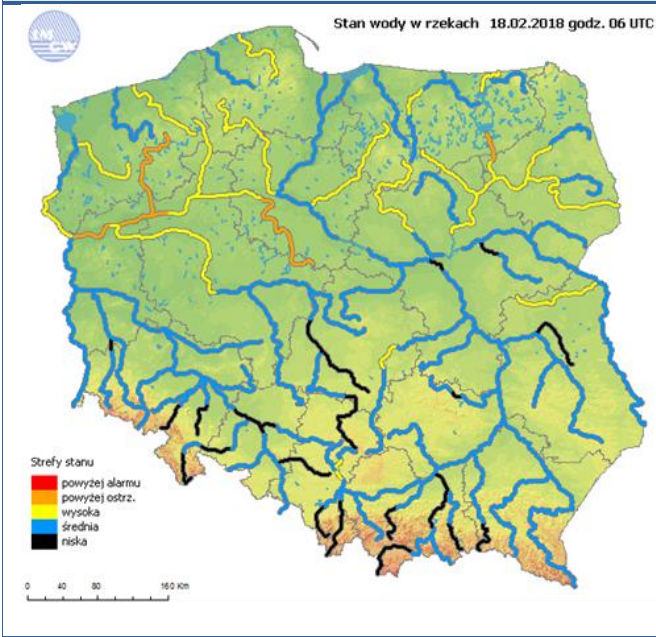 Stan wody w rzekach 18.02.2018 godz. 06 UTC
Strefy stanu
powyżej alarmu
powyżej ostrz.
wysoka
średnia
niska
0 40 80 160 Km